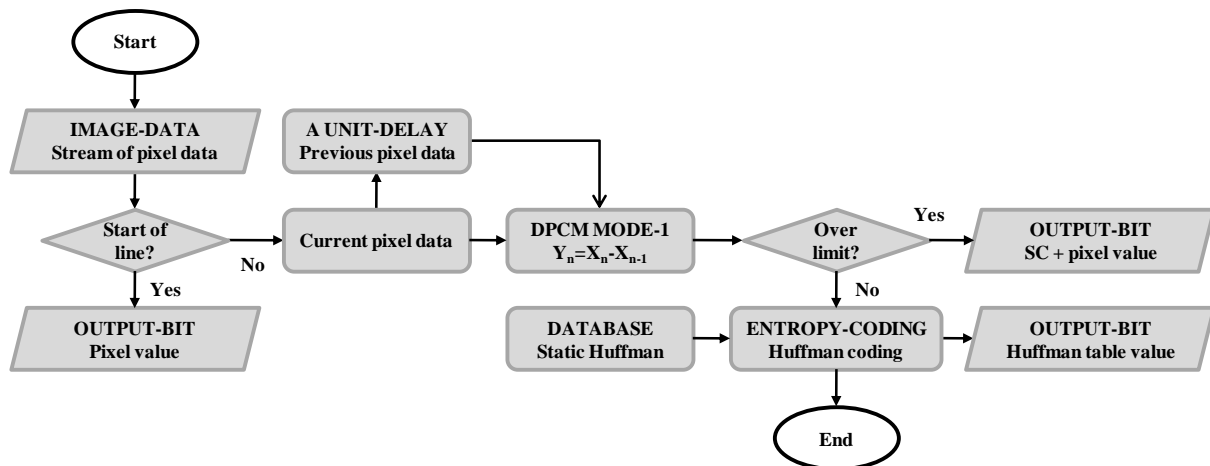 Start
IMAGE-DATA
Stream of pixel data
A UNIT-DELAY
Previous pixel data
Start of
line?
No
Yes
Current pixel data
DPCM MODE-1
Yₙ=Xₙ-Xₙ₋₁
Over
limit?
Yes
No
OUTPUT-BIT
SC + pixel value
OUTPUT-BIT
Pixel value
DATABASE
Static Huffman
ENTROPY-CODING
Huffman coding
OUTPUT-BIT
Huffman table value
End